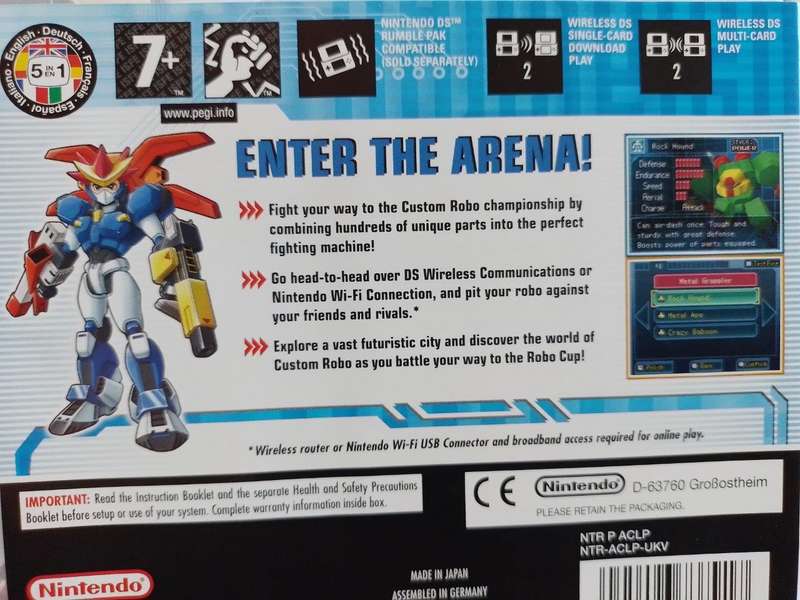 English · Deutsch · Français · Español · Italiano
5 IN EN 1
7+
TM
www.pegi.info
NINTENDO DS™
RUMBLE PAK
COMPATIBLE
(SOLD SEPARATELY)
2
WIRELESS DS
SINGLE-CARD
DOWNLOAD
PLAY
2
WIRELESS DS
MULTI-CARD
PLAY
ENTER THE ARENA!
Fight your way to the Custom Robo championship by
combining hundreds of unique parts into the perfect
fighting machine!
Go head-to-head over DS Wireless Communications or
Nintendo Wi-Fi Connection, and pit your robo against
your friends and rivals.*
Explore a vast futuristic city and discover the world of
Custom Robo as you battle your way to the Robo Cup!
Rock Hound
STYLE:
POWER
Defense
Endurance
Speed
Aerial
Charge Attack
Can air-dash once. Tough and
sturdy with great defense.
Boosts power of parts equipped.
Metal Grappler
Rock Hound
Metal Ape
Crazy Baboon
*Wireless router or Nintendo Wi-Fi USB Connector and broadband access required for online play.
IMPORTANT: Read the Instruction Booklet and the separate Health and Safety Precautions
Booklet before setup or use of your system. Complete warranty information inside box.
CE Nintendo D-63760 Großostheim
PLEASE RETAIN THE PACKAGING.
NTR P ACLP
NTR-ACLP-UKV
Nintendo
MADE IN JAPAN
ASSEMBLED IN GERMANY